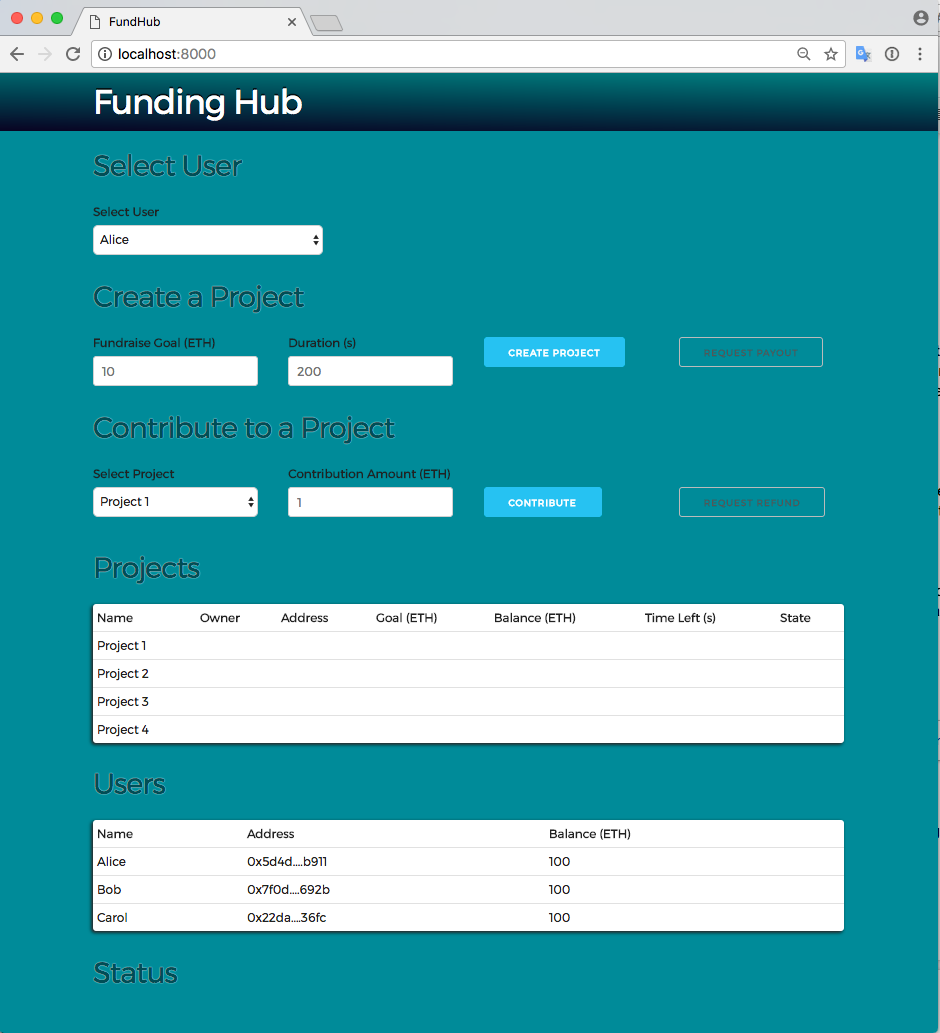 FundHub
localhost:8000
Funding Hub
Select User
Select User
Alice
Create a Project
Fundraise Goal (ETH) Duration (s)
10 200 CREATE PROJECT REQUEST PAYOUT
Contribute to a Project
Select Project Contribution Amount (ETH)
Project 1 1 CONTRIBUTE REQUEST REFUND
Projects
Name Owner Address Goal (ETH) Balance (ETH) Time Left (s) State
Project 1
Project 2
Project 3
Project 4
Users
Name Address Balance (ETH)
Alice 0x5d4d....b911 100
Bob 0x7f0d....692b 100
Carol 0x22da....36fc 100
Status